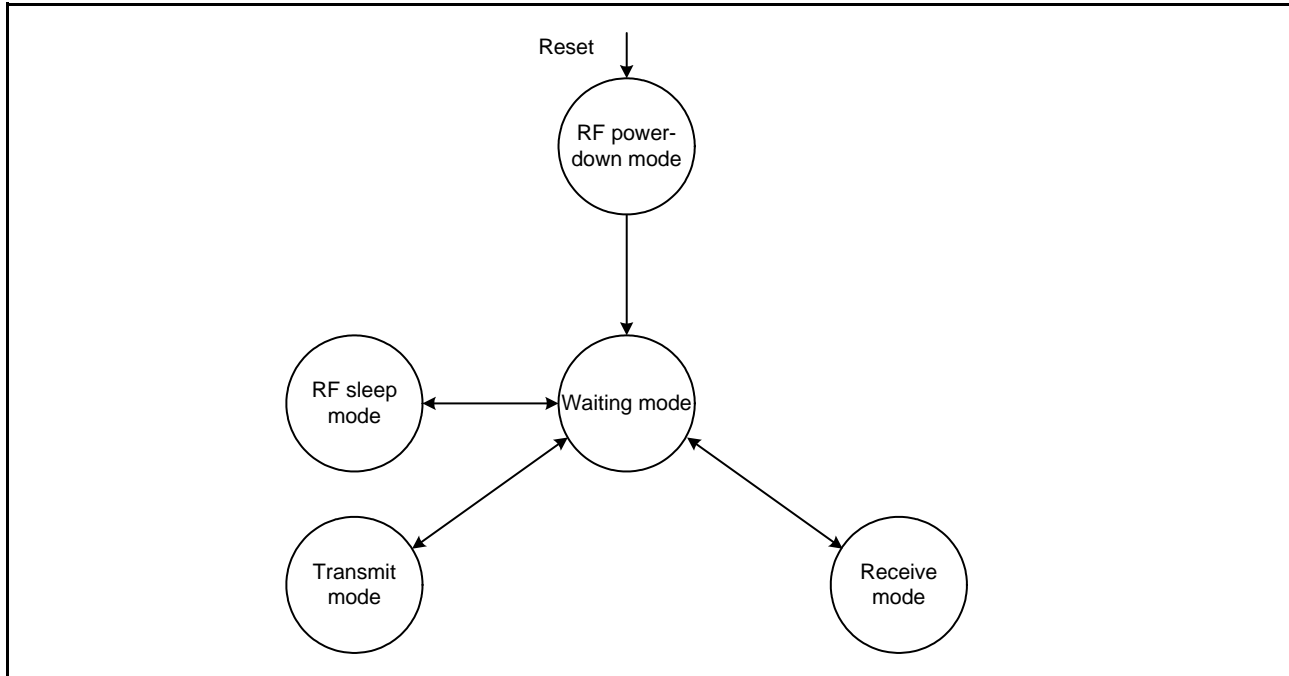 Reset
RF power-
down mode
RF sleep
mode
Waiting mode
Transmit
mode
Receive
mode